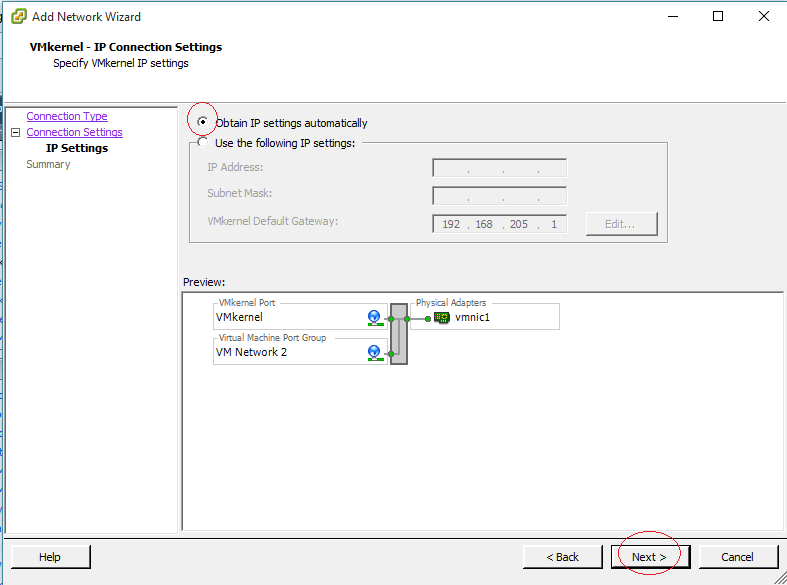 Add Network Wizard
VMkernel - IP Connection Settings
Specify VMkernel IP settings
Connection Type
Connection Settings
IP Settings
Summary
Obtain IP settings automatically
Use the following IP settings:
IP Address:
. . .
Subnet Mask:
. . .
VMkernel Default Gateway:
192 . 168 . 205 . 1
Edit...
Preview:
VMkernel Port
VMkernel
Physical Adapters
vmnic1
Virtual Machine Port Group
VM Network 2
Help
< Back
Next >
Cancel